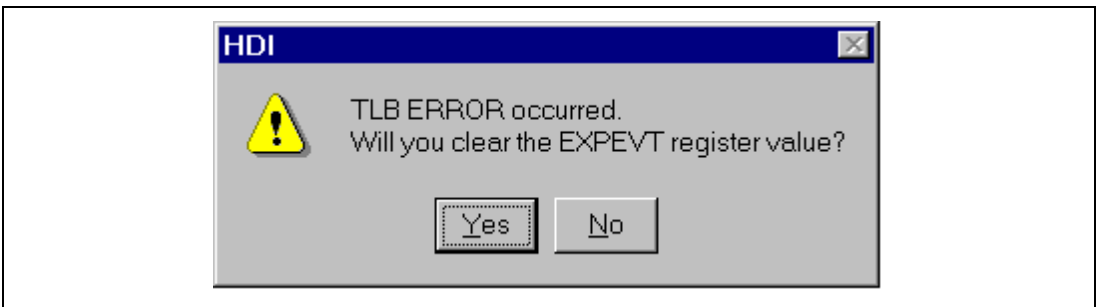 HDI
TLB ERROR occurred.
Will you clear the EXPEVT register value?
Yes
No